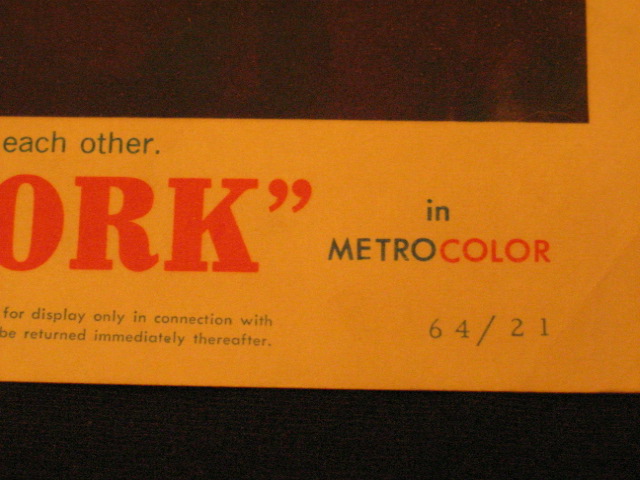 each other.
ORK”
in
METROCOLOR
for display only in connection with
be returned immediately thereafter.
64/21